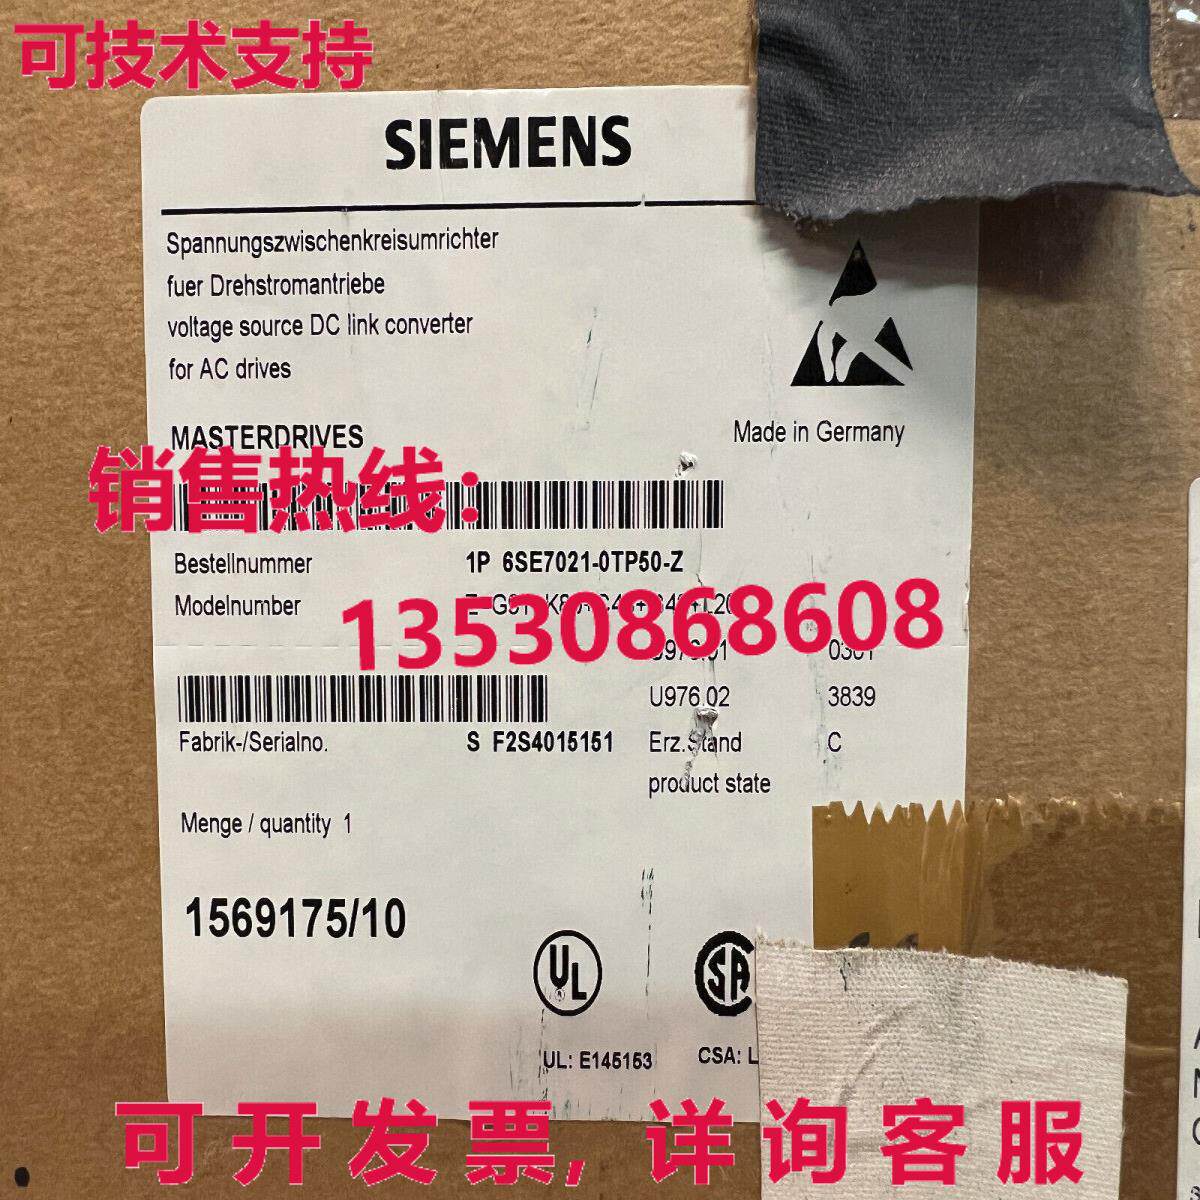 可技术支持
SIEMENS
Spannungszwischenkreisumrichter
fuer Drehstromantriebe
voltage source DC link converter
for AC drives
MASTERDRIVES
Made in Germany
销售热线：
Bestellnummer 1P 6SE7021-0TP50-Z
Modelnumber
13530868608
U976.02 3839
Fabrik-/Serialno. S F2S4015151 Erz.Stand C
product state
Menge / quantity 1
1569175/10
UL
SA
UL: E145153 CSA: L
可开发票, 详询客服